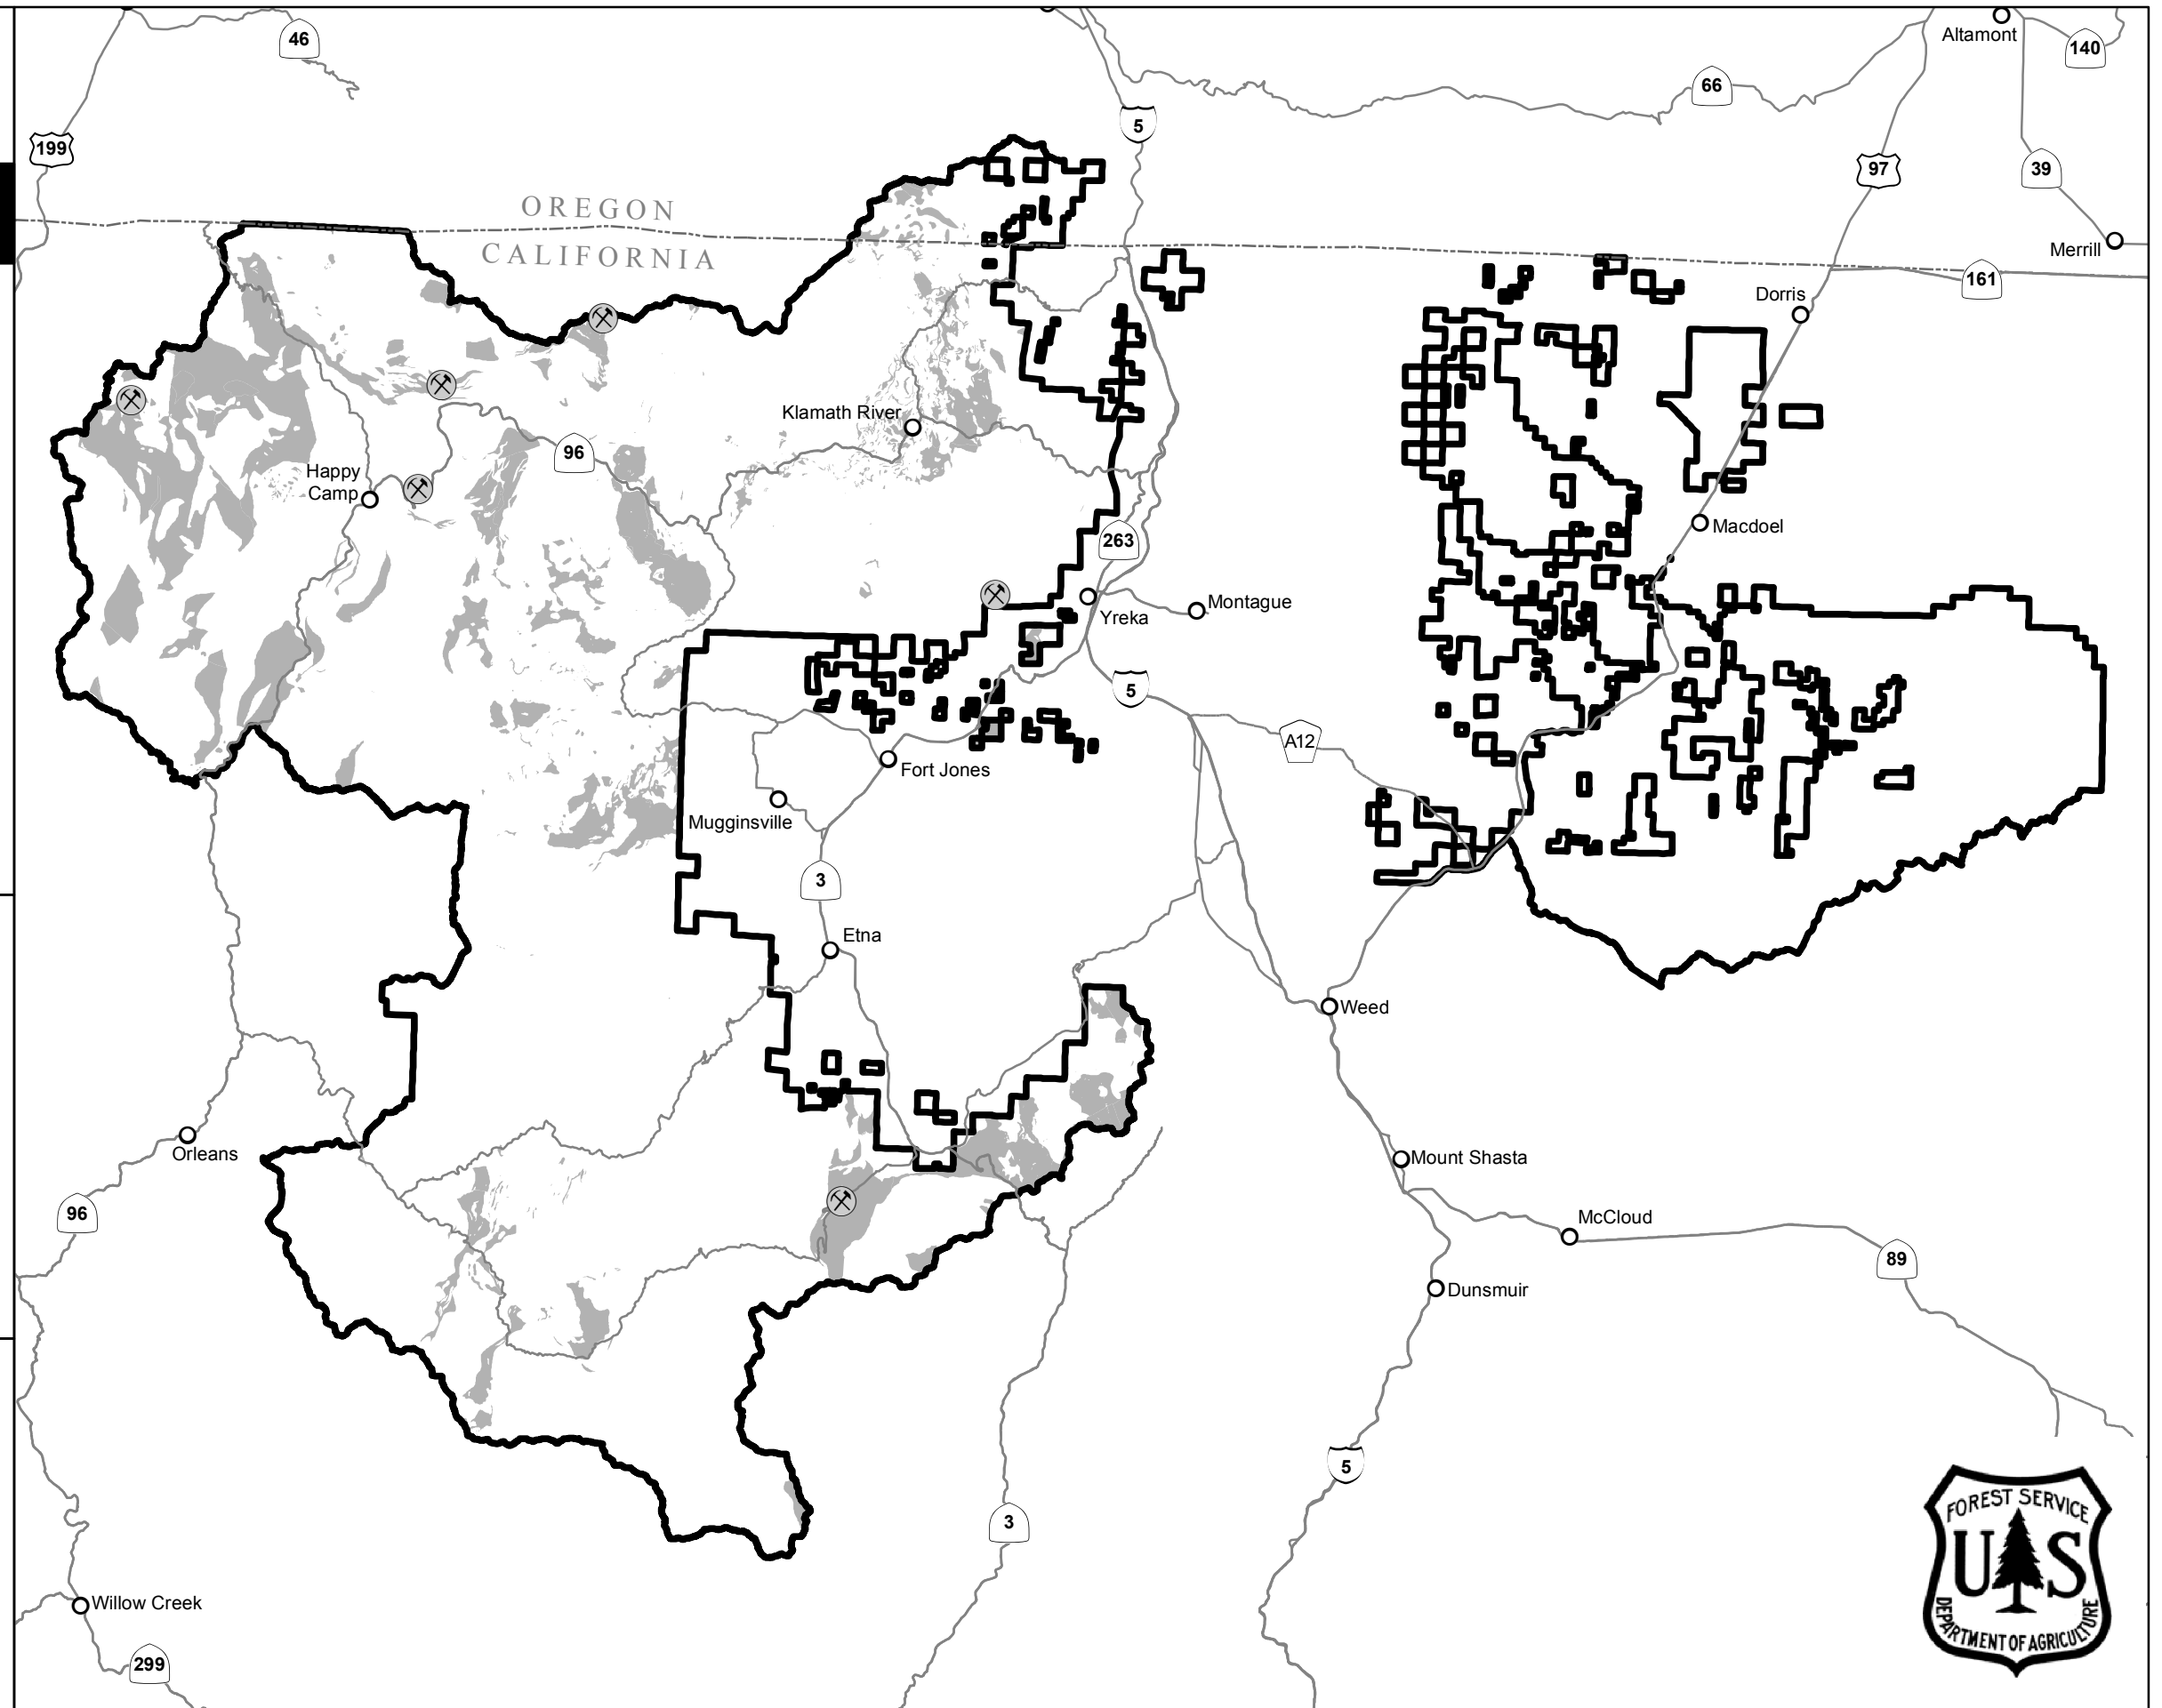 46
Altamont
140
66
5
199
97
39
OREGON
Merrill
CALIFORNIA
161
Dorris
Klamath River
96
Happy
Camp
Macdoel
263
Montague
Yreka
5
A12
Fort Jones
Mugginsville
3
Etna
Weed
Orleans
Mount Shasta
96
McCloud
89
Dunsmuir
5
3
FOREST SERVICE
U S
DEPARTMENT OF AGRICULTURE
Willow Creek
299